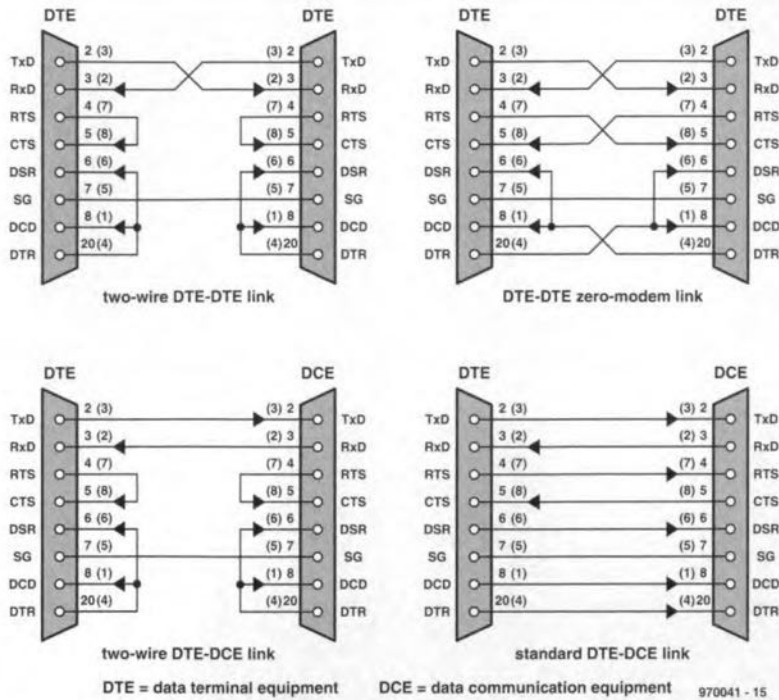 DTE DTE DTE DTE
TxD 2 (3) (3) 2 TxD TxD 2 (3) (3) 2 TxD
RxD 3 (2) (2) 3 RxD RxD 3 (2) (2) 3 RxD
RTS 4 (7) (7) 4 RTS RTS 4 (7) (7) 4 RTS
CTS 5 (8) (8) 5 CTS CTS 5 (8) (8) 5 CTS
DSR 6 (6) (6) 6 DSR DSR 6 (6) (6) 6 DSR
SG 7 (5) (5) 7 SG SG 7 (5) (5) 7 SG
DCD 8 (1) (1) 8 DCD DCD 8 (1) (1) 8 DCD
DTR 20(4) (4)20 DTR DTR 20(4) (4)20 DTR
two-wire DTE-DTE link DTE-DTE zero-modem link
DTE DCE DTE DCE
TxD 2 (3) (3) 2 TxD TxD 2 (3) (3) 2 TxD
RxD 3 (2) (2) 3 RxD RxD 3 (2) (2) 3 RxD
RTS 4 (7) (7) 4 RTS RTS 4 (7) (7) 4 RTS
CTS 5 (8) (8) 5 CTS CTS 5 (8) (8) 5 CTS
DSR 6 (6) (6) 6 DSR DSR 6 (6) (6) 6 DSR
SG 7 (5) (5) 7 SG SG 7 (5) (5) 7 SG
DCD 8 (1) (1) 8 DCD DCD 8 (1) (1) 8 DCD
DTR 20(4) (4)20 DTR DTR 20(4) (4)20 DTR
two-wire DTE-DCE link standard DTE-DCE link
DTE = data terminal equipment DCE = data communication equipment 970041 - 15